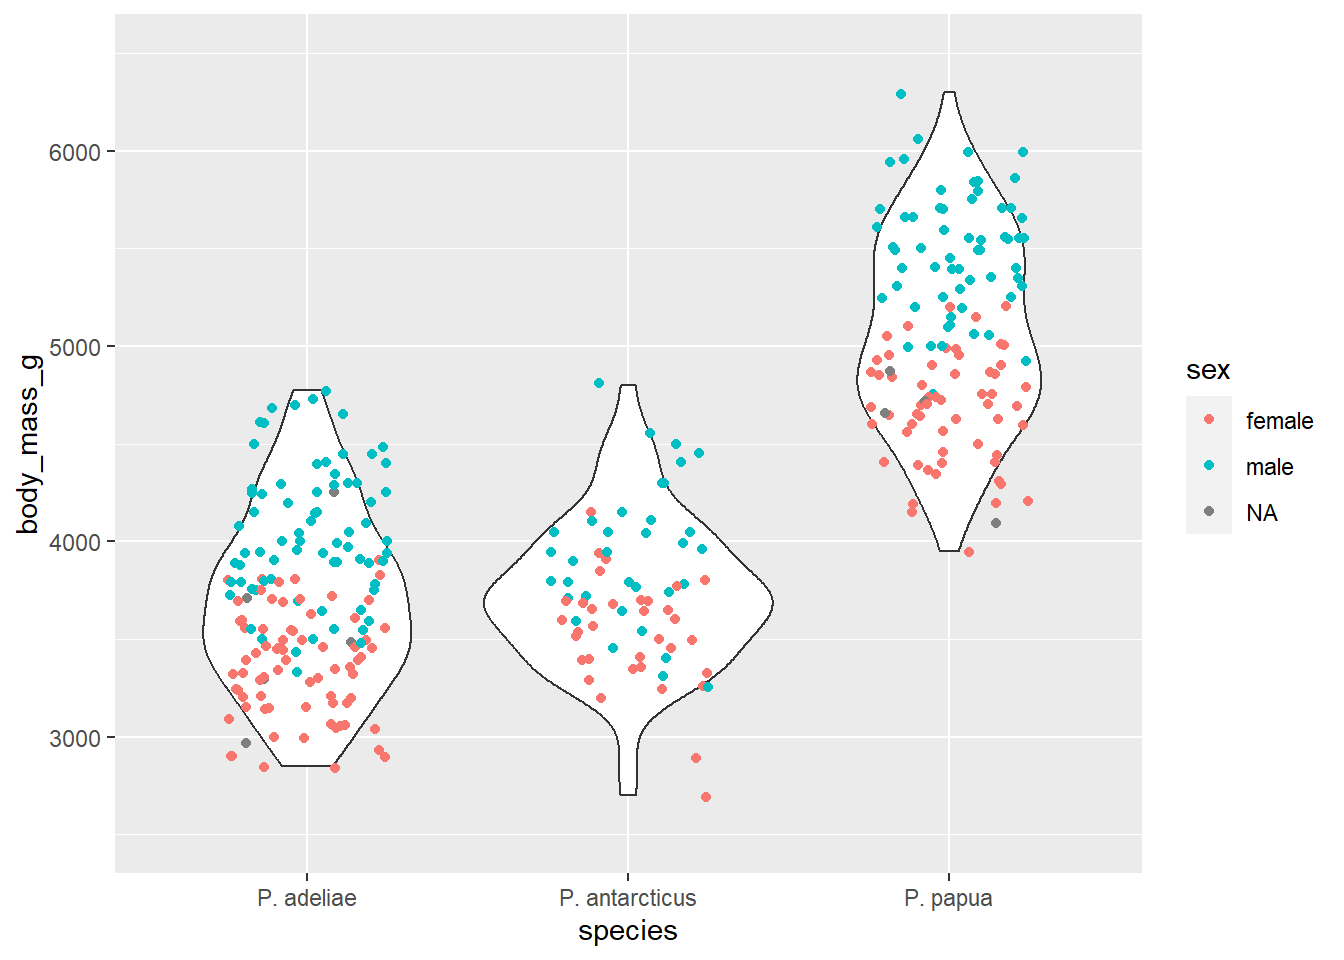 body_mass_g
6000
5000
4000
3000
P. adeliae
P. antarcticus
P. papua
species
sex
female
male
NA